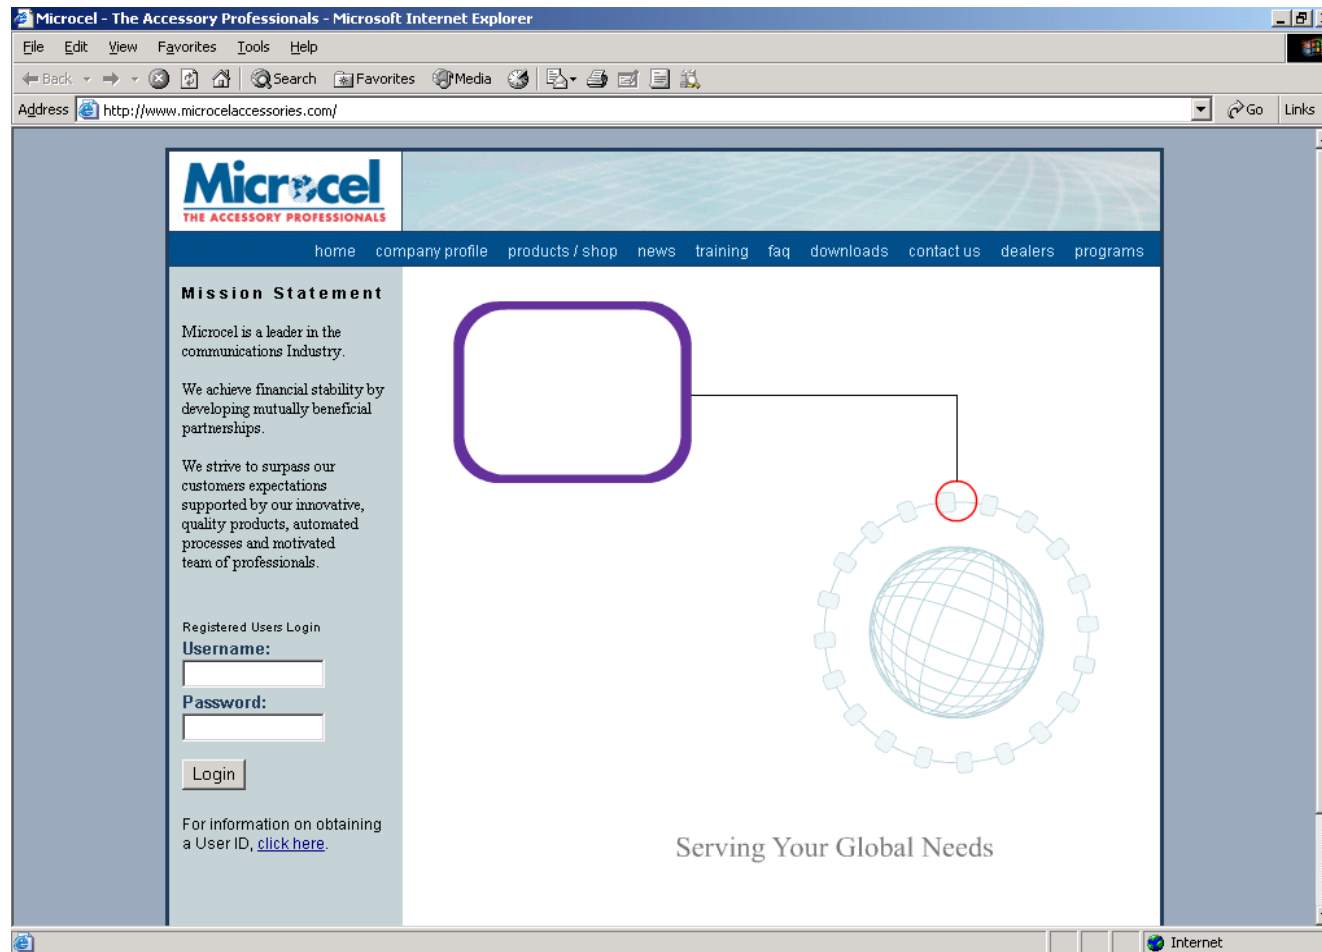 Microcel - The Accessory Professionals - Microsoft Internet Explorer
File Edit View Favorites Tools Help
Back Search Favorites Media
Address http://www.microcelaccessories.com/ Go Links
Microcel
THE ACCESSORY PROFESSIONALS
home company profile products / shop news training faq downloads contact us dealers programs
Mission Statement
Microcel is a leader in the
communications Industry.
We achieve financial stability by
developing mutually beneficial
partnerships.
We strive to surpass our
customers expectations
supported by our innovative,
quality products, automated
processes and motivated
team of professionals.
Registered Users Login
Username:
Password:
Login
For information on obtaining
a User ID, click here.
Serving Your Global Needs
Internet